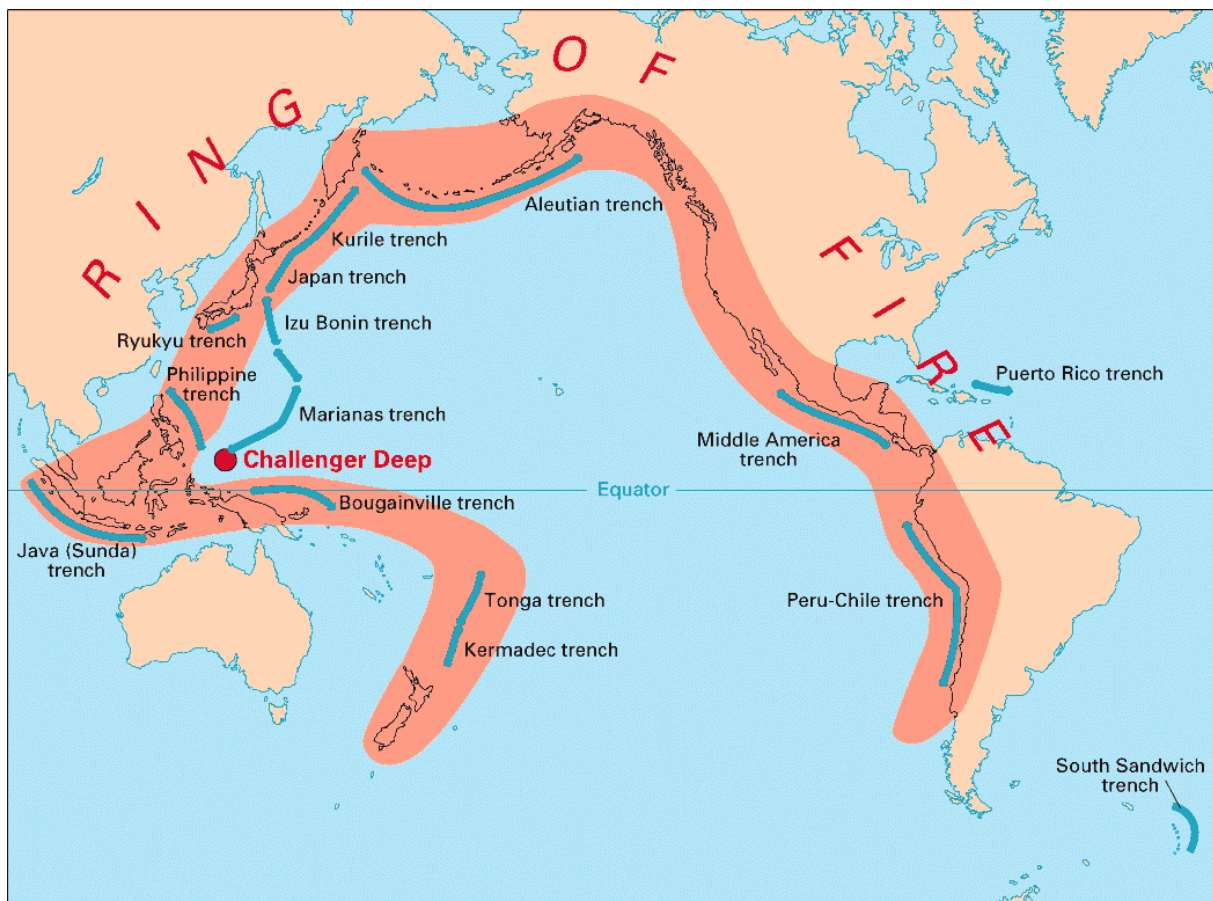 RING OF FIRE
Aleutian trench
Kurile trench
Japan trench
Izu Bonin trench
Ryukyu trench
Philippine
trench
Marianas trench
Challenger Deep
Puerto Rico trench
Middle America
trench
Equator
Bougainville trench
Java (Sunda)
trench
Tonga trench
Kermadec trench
Peru-Chile trench
South Sandwich
trench